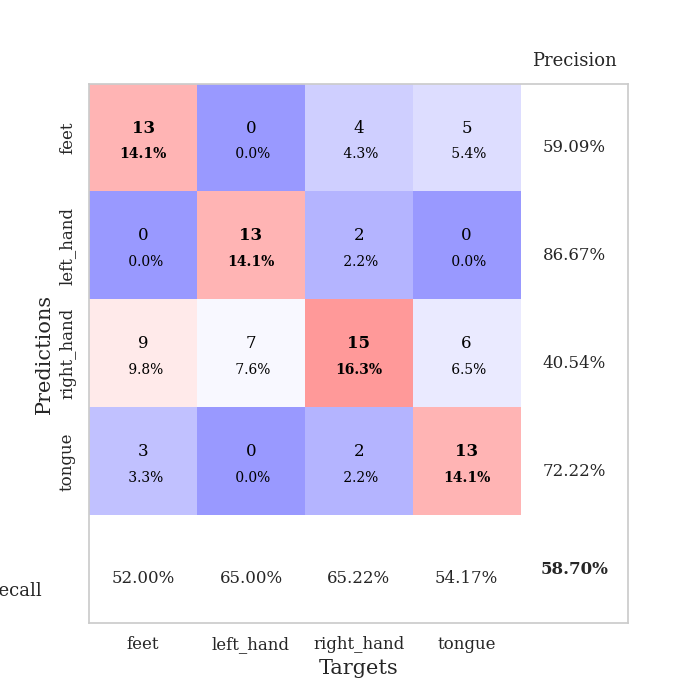 Precision
feet
13 0 4 5
14.1% 0.0% 4.3% 5.4%
59.09%
left_hand
0 13 2 0
0.0% 14.1% 2.2% 0.0%
86.67%
Predictions
right_hand
9 7 15 6
9.8% 7.6% 16.3% 6.5%
40.54%
tongue
3 0 2 13
3.3% 0.0% 2.2% 14.1%
72.22%
ecall
52.00% 65.00% 65.22% 54.17% 58.70%
feet left_hand right_hand tongue
Targets